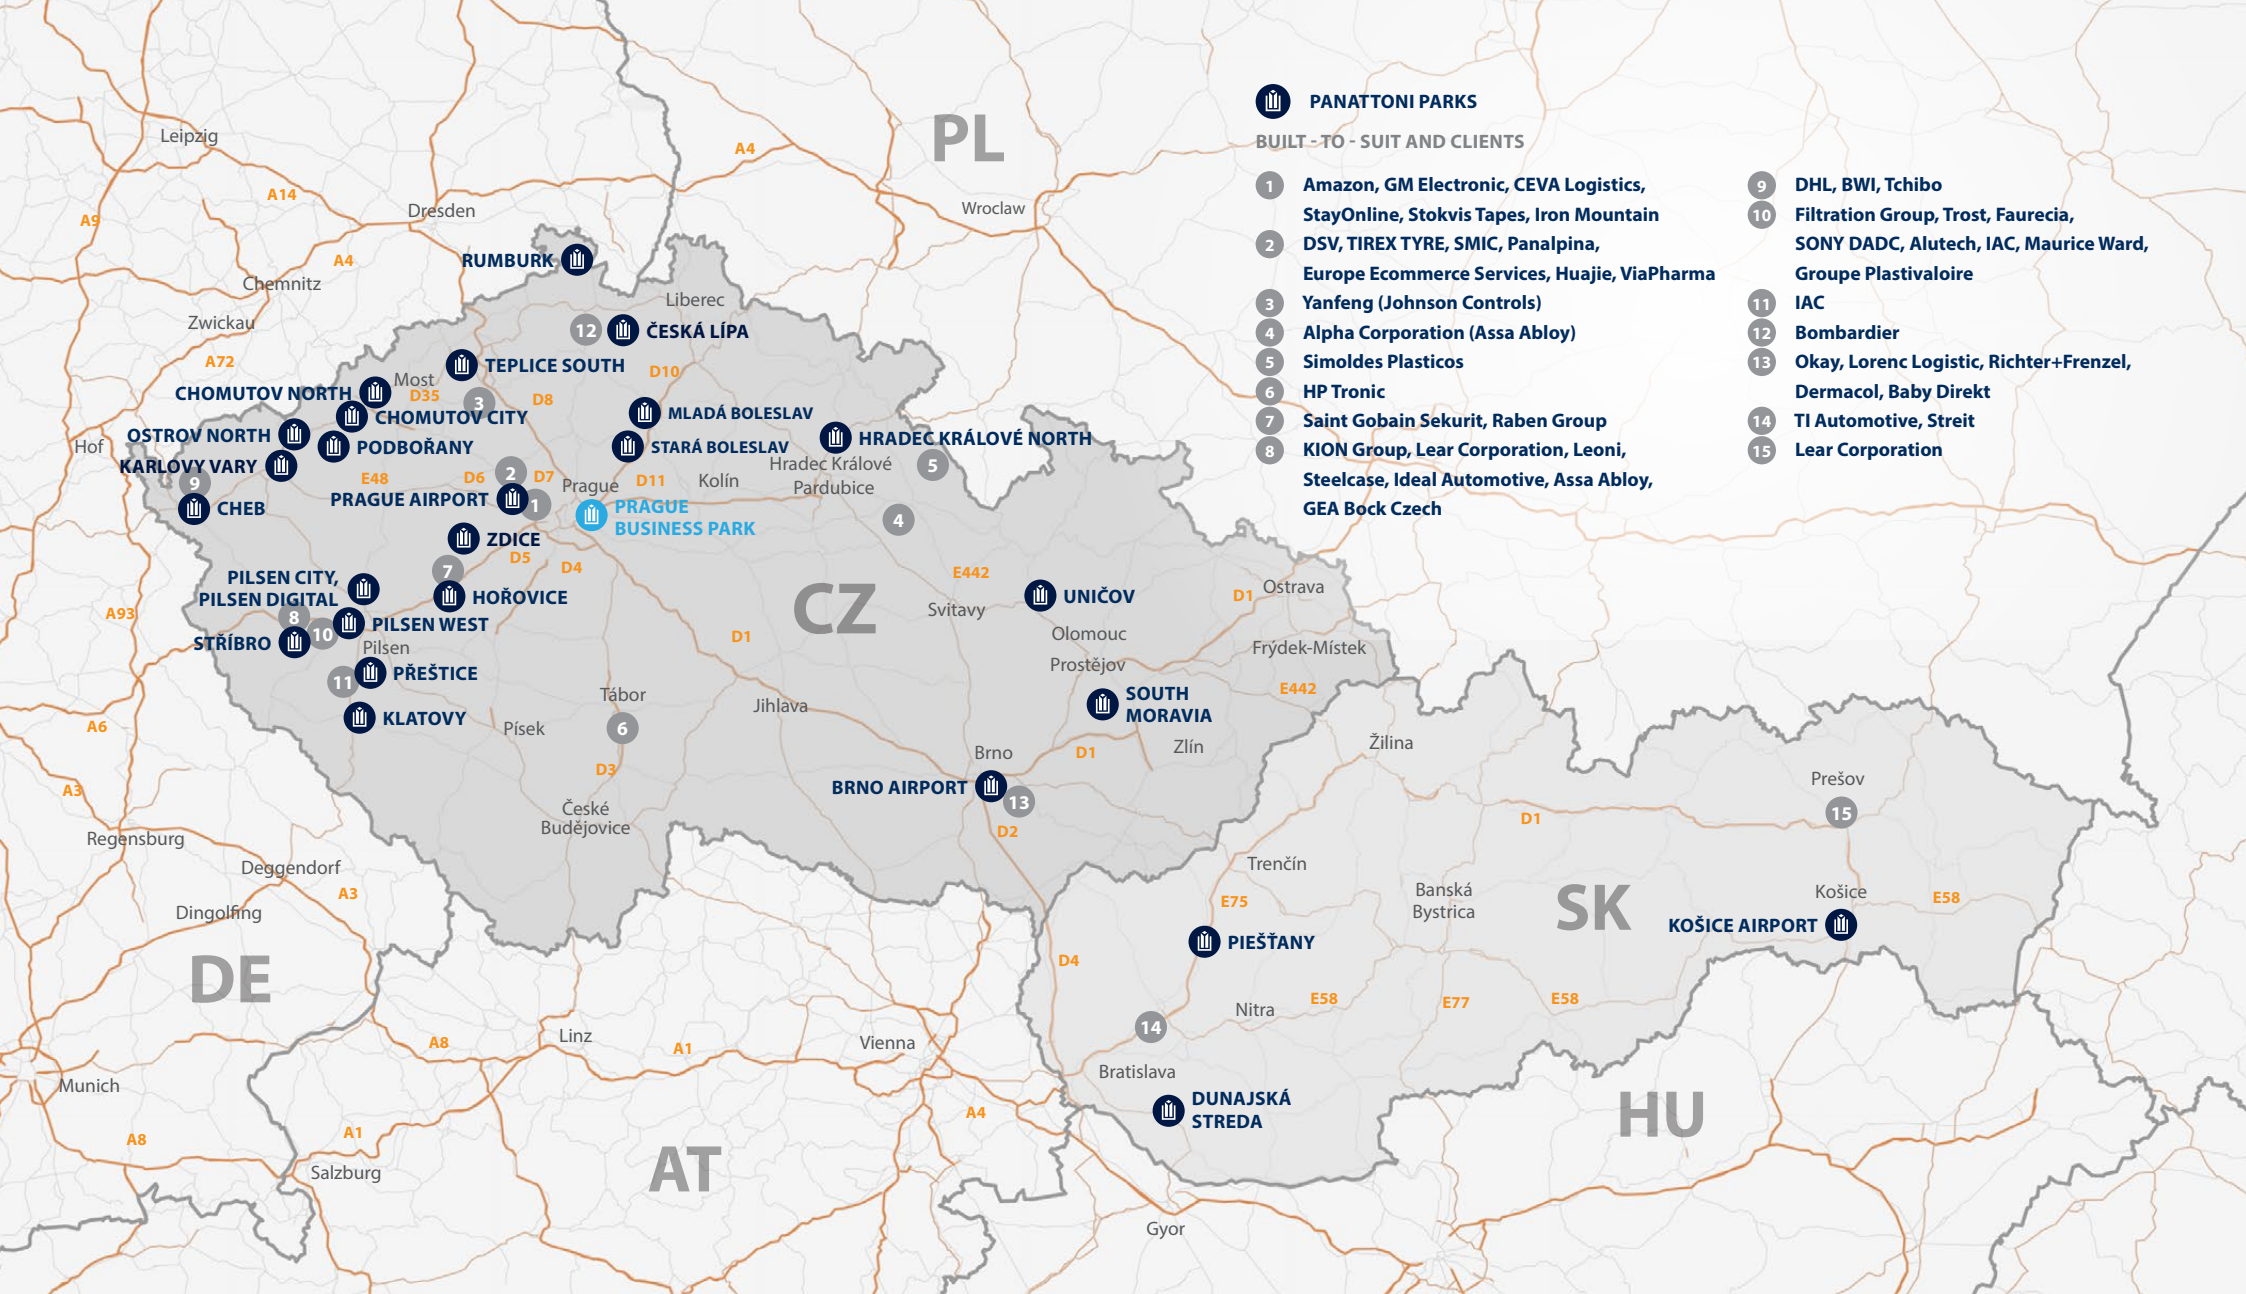 PANATTONI PARKS
BUILT - TO - SUIT AND CLIENTS
1 Amazon, GM Electronic, CEVA Logistics,
StayOnline, Stokvis Tapes, Iron Mountain
2 DSV, TIREX TYRE, SMIC, Panalpina,
Europe Ecommerce Services, Huajie, ViaPharma
3 Yanfeng (Johnson Controls)
4 Alpha Corporation (Assa Abloy)
5 Simoldes Plasticos
6 HP Tronic
7 Saint Gobain Sekurit, Raben Group
8 KION Group, Lear Corporation, Leoni,
Steelcase, Ideal Automotive, Assa Abloy,
GEA Bock Czech
9 DHL, BWI, Tchibo
10 Filtration Group, Trost, Faurecia,
SONY DADC, Alutech, IAC, Maurice Ward,
Groupe Plastivaloire
11 IAC
12 Bombardier
13 Okay, Lorenc Logistic, Richter+Frenzel,
Dermacol, Baby Direkt
14 TI Automotive, Streit
15 Lear Corporation
PL
Leipzig
A4
A14
A9
Dresden
Wroclaw
A4
RUMBURK
Chemnitz
Liberec
Zwickau
12
ČESKÁ LÍPA
A72
TEPLICE SOUTH
D10
Most
CHOMUTOV NORTH
D35
3
D8
MLADÁ BOLESLAV
CHOMUTOV CITY
OSTROV NORTH
HRADEC KRÁLOVÉ NORTH
Hof
PODBOŘANY
STARÁ BOLESLAV
KARLOVY VARY
Hradec Králové
5
9
E48
D6
2
D7
Prague
D11
Kolín
Pardubice
PRAGUE AIRPORT
1
CHEB
PRAGUE
BUSINESS PARK
4
ZDICE
D5
D4
7
E442
PILSEN CITY,
PILSEN DIGITAL
HOŘOVICE
CZ
UNIČOV
D1
Ostrava
A93
8
Svitavy
PILSEN WEST
10
D1
Olomouc
STŘÍBRO
Pilsen
Frýdek-Místek
Prostějov
PŘEŠTICE
11
E442
SOUTH
MORAVIA
Tábor
Jihlava
KLATOVY
A6
Písek
6
Žilina
Zlín
Brno
D1
D3
Prešov
A3
BRNO AIRPORT
13
České
Budějovice
15
D1
D2
Regensburg
Trenčín
Deggendorf
A3
Banská
Bystrica
Košice
E75
SK
E58
Dingolfing
KOŠICE AIRPORT
PIEŠŤANY
D4
DE
E58
E77
E58
Nitra
14
Linz
A8
A1
Vienna
Bratislava
Munich
DUNAJSKÁ
STREDA
A4
HU
A1
A8
AT
Salzburg
Gyor